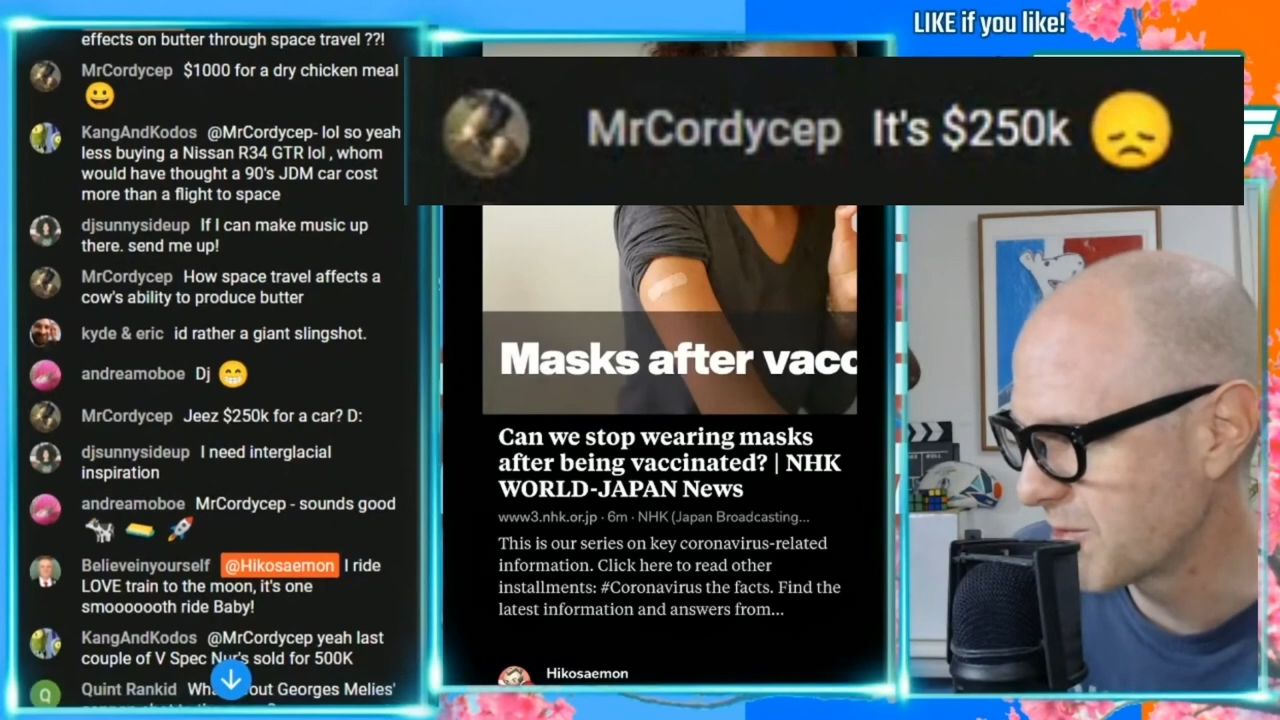 LIKE if you like!
effects on butter through space travel ??!
MrCordycep $1000 for a dry chicken meal
😀
KangAndKodos @MrCordycep- lol so yeah
less buying a Nissan R34 GTR lol , whom
would have thought a 90's JDM car cost
more than a flight to space
djsunnysideup If I can make music up
there. send me up!
MrCordycep How space travel affects a
cow's ability to produce butter
kyde & eric id rather a giant slingshot.
andreamoboe Dj 😁
MrCordycep Jeez $250k for a car? D:
djsunnysideup I need interglacial
inspiration
andreamoboe MrCordycep - sounds good
🐄 🧈 🚀
Believeinyourself @Hikosaemon I ride
LOVE train to the moon, it's one
smooooooth ride Baby!
KangAndKodos @MrCordycep yeah last
couple of V Spec Nur's sold for 500K
Q
Quint Rankid out Georges Melies'
MrCordycep It's $250k 😞
Masks after vacc
Can we stop wearing masks
after being vaccinated? | NHK
WORLD-JAPAN News
www3.nhk.or.jp · 6m · NHK (Japan Broadcasting...
This is our series on key coronavirus-related
information. Click here to read other
installments: #Coronavirus the facts. Find the
latest information and answers from...
Hikosaemon